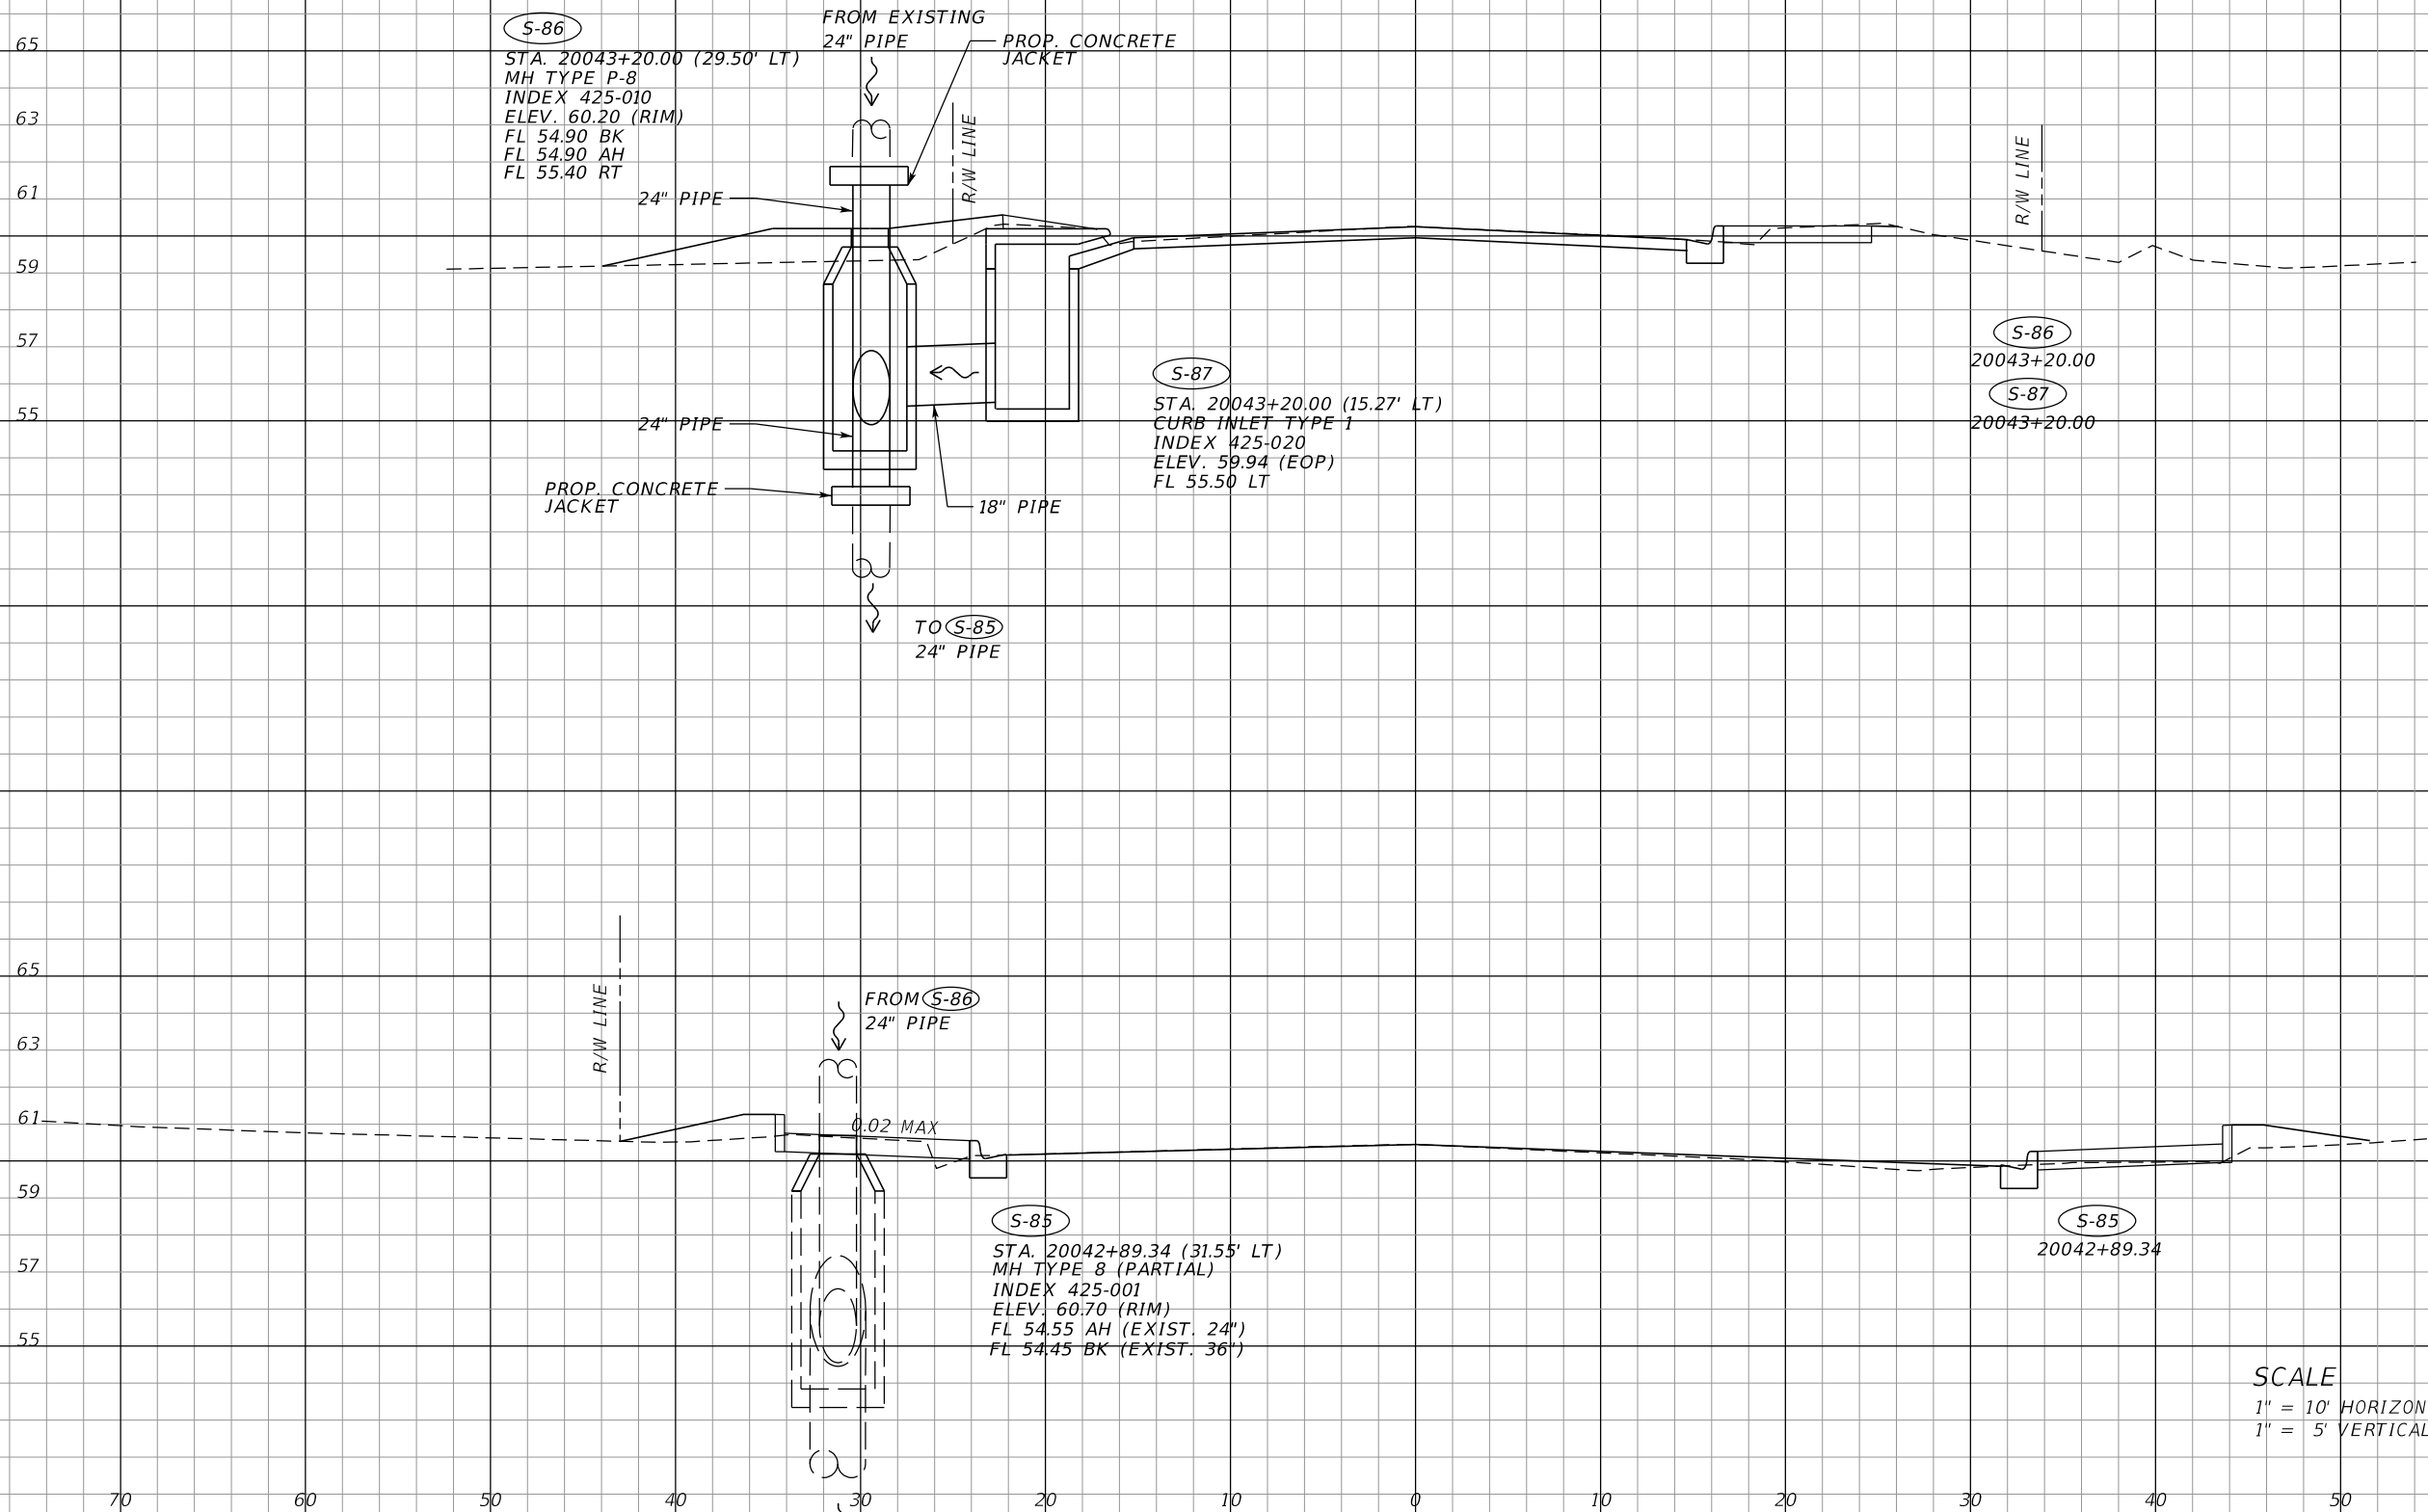 S-86
STA. 20043+20.00 (29.50' LT)
MH TYPE P-8
INDEX 425-010
ELEV. 60.20 (RIM)
FL 54.90 BK
FL 54.90 AH
FL 55.40 RT
FROM EXISTING
24" PIPE
PROP. CONCRETE
JACKET
R/W LINE
R/W LINE
65
63
61
59
57
55
24" PIPE
24" PIPE
PROP. CONCRETE
JACKET
18" PIPE
S-87
STA. 20043+20.00 (15.27' LT)
CURB INLET TYPE 1
INDEX 425-020
ELEV. 59.94 (EOP)
FL 55.50 LT
S-86
20043+20.00
S-87
20043+20.00
TO S-85
24" PIPE
65
63
61
59
57
55
R/W LINE
FROM S-86
24" PIPE
0.02 MAX
S-85
STA. 20042+89.34 (31.55' LT)
MH TYPE 8 (PARTIAL)
INDEX 425-001
ELEV. 60.70 (RIM)
FL 54.55 AH (EXIST. 24")
FL 54.45 BK (EXIST. 36")
S-85
20042+89.34
SCALE
1" = 10' HORIZON
1" = 5' VERTICAL
70 60 50 40 30 20 10 0 10 20 30 40 50